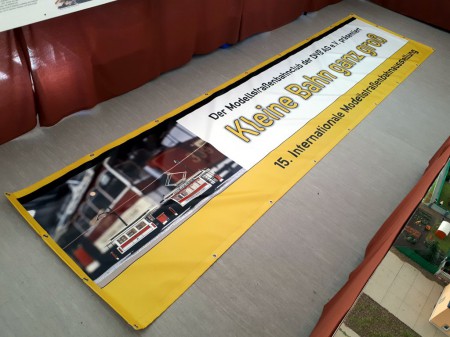 Der Modellstraßenbahnclub der DVB AG e.V. präsentiert
Kleine Bahn ganz groß
15. Internationale Modellstraßenbahnausstellung